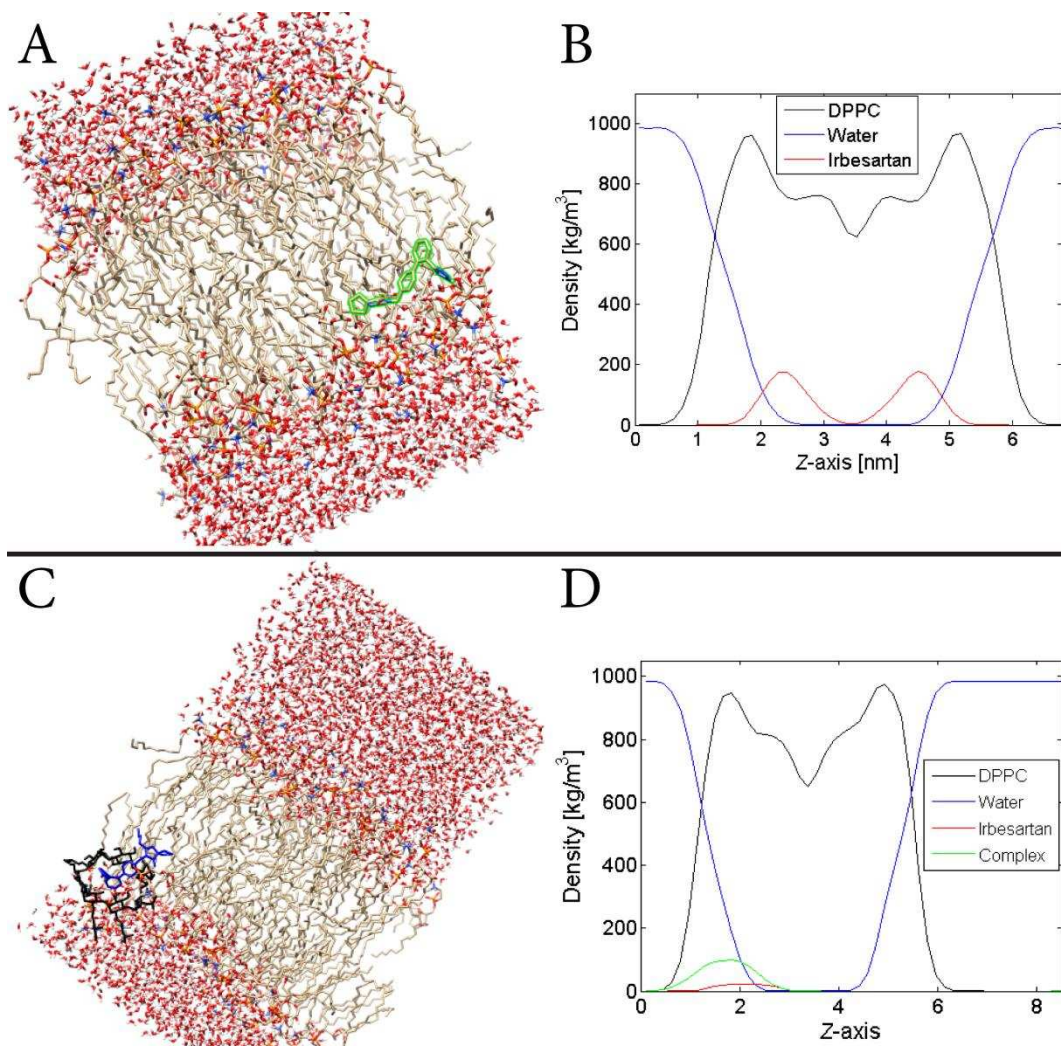 A
B
DPPC
Water
Irbesartan
Density [kg/m³]
1000
800
600
400
200
0
0 1 2 3 4 5 6
Z-axis [nm]
C
D
DPPC
Water
Irbesartan
Complex
Density [kg/m³]
1000
800
600
400
200
0
0 2 4 6 8
Z-axis